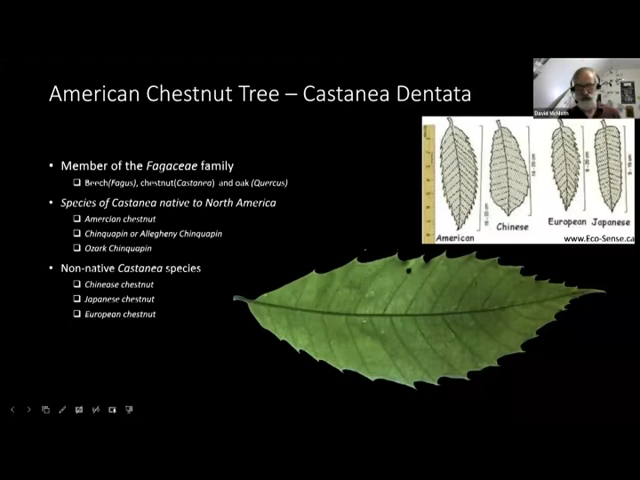 American Chestnut Tree – Castanea Dentata
David McMath
• Member of the Fagaceae family
❑ Beech(Fagus), chestnut(Castanea) and oak (Quercus)
• Species of Castanea native to North America
❑ Amercian chestnut
❑ Chinquapin or Allegheny Chinquapin
❑ Ozark Chinquapin
• Non-native Castanea species
❑ Chinease chestnut
❑ Japanese chestnut
❑ European chestnut
American
Chinese
European Japanese
www.Eco-Sense.ca